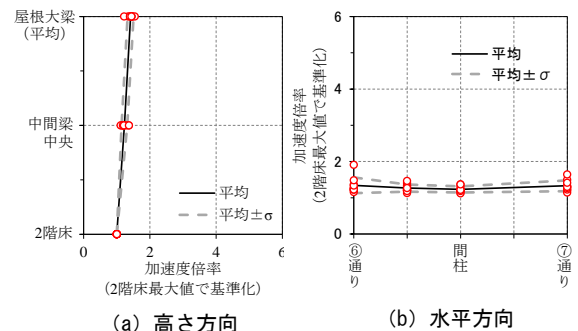 屋根大梁
(平均)
中間梁
中央
2階床
平均
平均±σ
0
2
4
6
加速度倍率
(2階床最大値で基準化)
(a) 高さ方向
加速度倍率
(2階床最大値で基準化)
6
4
2
0
平均
平均±σ
⑥通り
間柱
⑦通り
(b) 水平方向